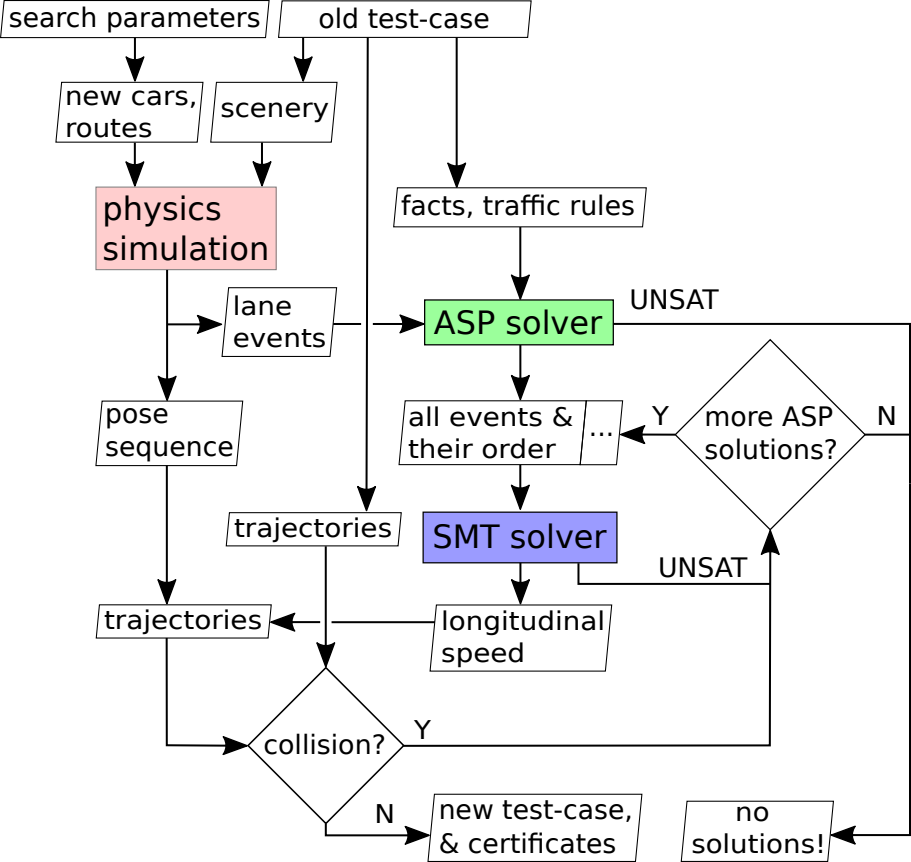 search parameters
old test-case
new cars,
routes
scenery
physics
simulation
facts, traffic rules
lane
events
ASP solver
UNSAT
pose
sequence
all events &
their order
...
Y
more ASP
solutions?
N
trajectories
SMT solver
UNSAT
trajectories
longitudinal
speed
collision?
Y
N
new test-case,
& certificates
no
solutions!